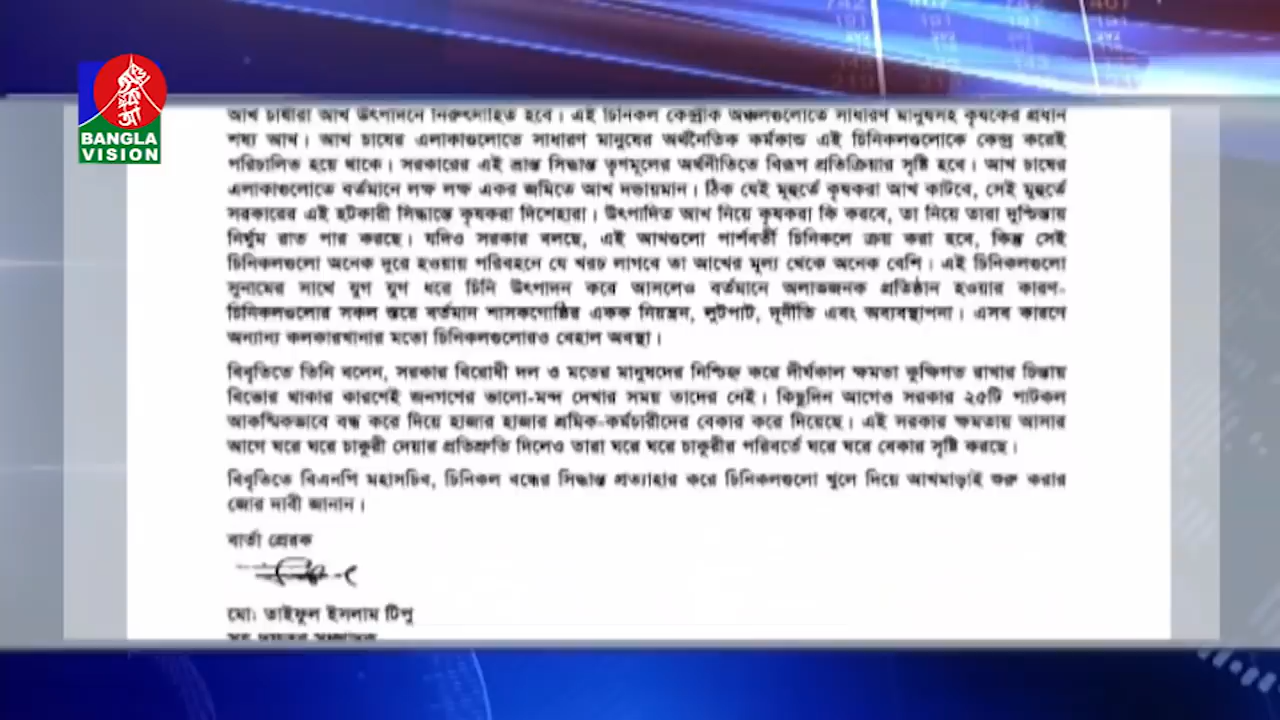 BANGLA
VISION
আখ চাষীরা আখ উৎপাদনে নিরুৎসাহিত হবে। এই চিনিকল কেন্দ্রীক অঞ্চলগুলোতে সাধারণ মানুষসহ কৃষকের প্রধান
শষ্য আখ। আখ চাষের এলাকাগুলোতে সাধারণ মানুষের অর্থনৈতিক কর্মকান্ড এই চিনিকলগুলোকে কেন্দ্র করেই
পরিচালিত হয়ে থাকে। সরকারের এই ভ্রান্ত সিদ্ধান্ত তৃণমূলের অর্থনীতিতে বিরূপ প্রতিক্রিয়ার সৃষ্টি হবে। আখ চাষের
এলাকাগুলোতে বর্তমানে লক্ষ লক্ষ একর জমিতে আখ দন্ডায়মান। ঠিক যেই মূহুর্তে কৃষকরা আখ কাটবে, সেই মুহূর্তে
সরকারের এই হটকারী সিদ্ধান্তে কৃষকরা দিশেহারা। উৎপাদিত আখ নিয়ে কৃষকরা কি করবে, তা নিয়ে তারা দুশ্চিন্তায়
নির্ঘুম রাত পার করছে। যদিও সরকার বলছে, এই আখগুলো পার্শবর্তী চিনিকলে ক্রয় করা হবে, কিন্তু সেই
চিনিকলগুলো অনেক দূরে হওয়ায় পরিবহনে যে খরচ লাগবে তা আখের মূল্য থেকে অনেক বেশি। এই চিনিকলগুলো
সুনামের সাথে যুগ যুগ ধরে চিনি উৎপাদন করে আসলেও বর্তমানে অলাভজনক প্রতিষ্ঠান হওয়ার কারণ-
চিনিকলগুলোর সকল স্তরে বর্তমান শাসকগোষ্ঠির একক নিয়ন্ত্রন, লুটপাট, দূর্নীতি এবং অব্যবস্থাপনা। এসব কারণে
অন্যান্য কলকারখানার মতো চিনিকলগুলোরও বেহাল অবস্থা।
বিবৃতিতে তিনি বলেন, সরকার বিরোধী দল ও মতের মানুষদের নিশ্চিহ্ন করে দীর্ঘকাল ক্ষমতা কুক্ষিগত রাখার চিন্তায়
বিভোর থাকার কারণেই জনগণের ভালো-মন্দ দেখার সময় তাদের নেই। কিছুদিন আগেও সরকার ২৫টি পাটকল
আকস্মিকভাবে বন্ধ করে দিয়ে হাজার হাজার শ্রমিক-কর্মচারীদের বেকার করে দিয়েছে। এই সরকার ক্ষমতায় আসার
আগে ঘরে ঘরে চাকুরী দেয়ার প্রতিশ্রুতি দিলেও তারা ঘরে ঘরে চাকুরীর পরিবর্তে ঘরে ঘরে বেকার সৃষ্টি করছে।
বিবৃতিতে বিএনপি মহাসচিব, চিনিকল বন্ধের সিদ্ধান্ত প্রত্যাহার করে চিনিকলগুলো খুলে দিয়ে আখমাড়াই শুরু করার
জোর দাবী জানান।
বার্তা প্রেরক
মো: তাইফুল ইসলাম টিপু